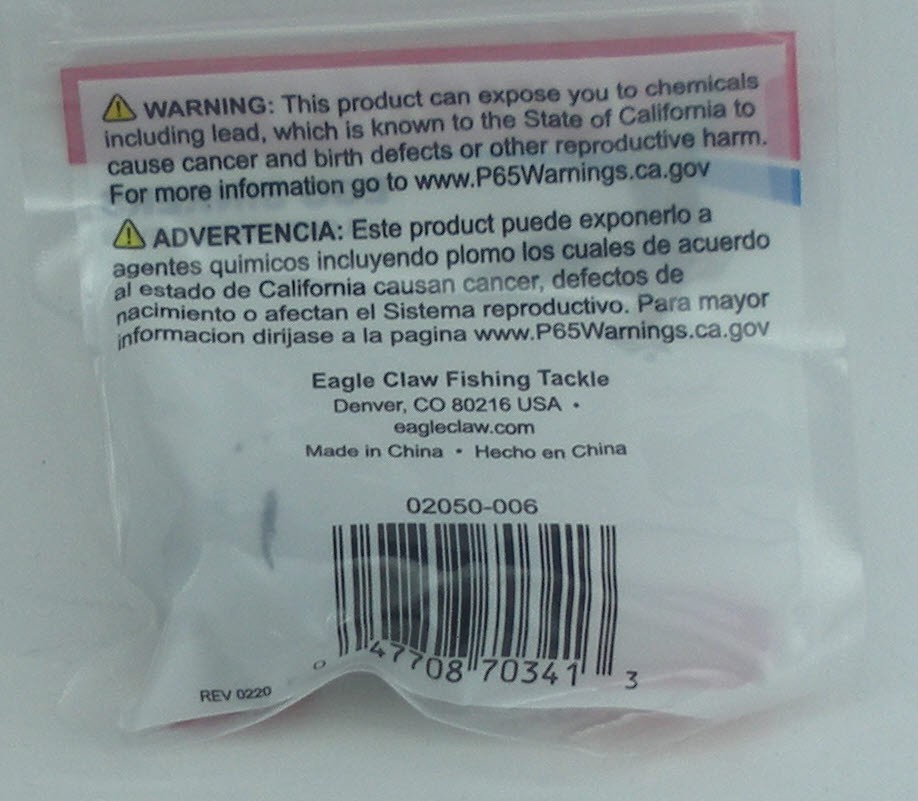 WARNING: This product can expose you to chemicals
including lead, which is known to the State of California to
cause cancer and birth defects or other reproductive harm.
For more information go to www.P65Warnings.ca.gov
ADVERTENCIA: Este product puede exponerlo a
agentes quimicos incluyendo plomo los cuales de acuerdo
al estado de California causan cancer, defectos de
nacimiento o afectan el Sistema reproductivo. Para mayor
informacion dirijase a la pagina www.P65Warnings.ca.gov
Eagle Claw Fishing Tackle
Denver, CO 80216 USA •
eagleclaw.com
Made in China • Hecho en China
02050-006
0 47708 70341 3
REV 0220